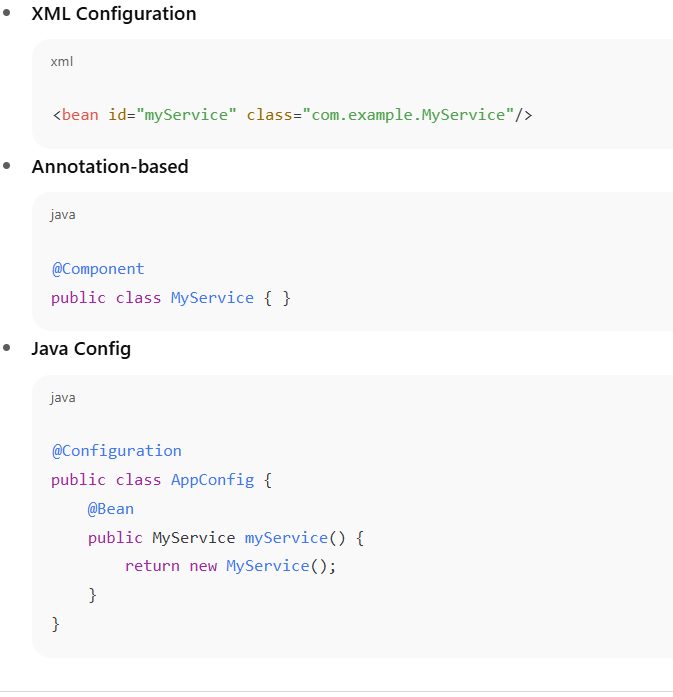 XML Configuration
xml
<bean id="myService" class="com.example.MyService"/>
Annotation-based
java
@Component
public class MyService { }
Java Config
java
@Configuration
public class AppConfig {
    @Bean
    public MyService myService() {
        return new MyService();
    }
}